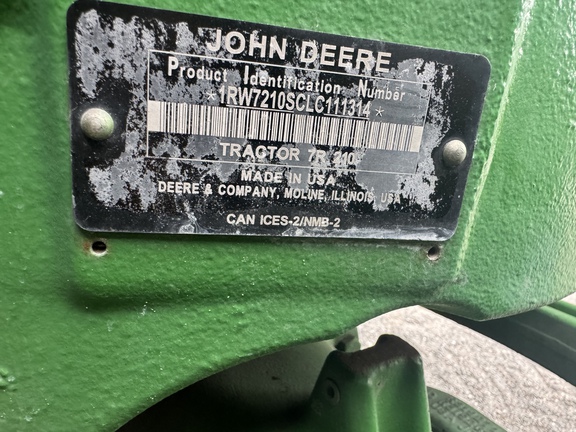 JOHN DEERE
Product Identification Number
*1RW7210SCLC111314*
TRACTOR 7R 210
MADE IN USA
DEERE & COMPANY, MOLINE, ILLINOIS, USA
CAN ICES-2/NMB-2